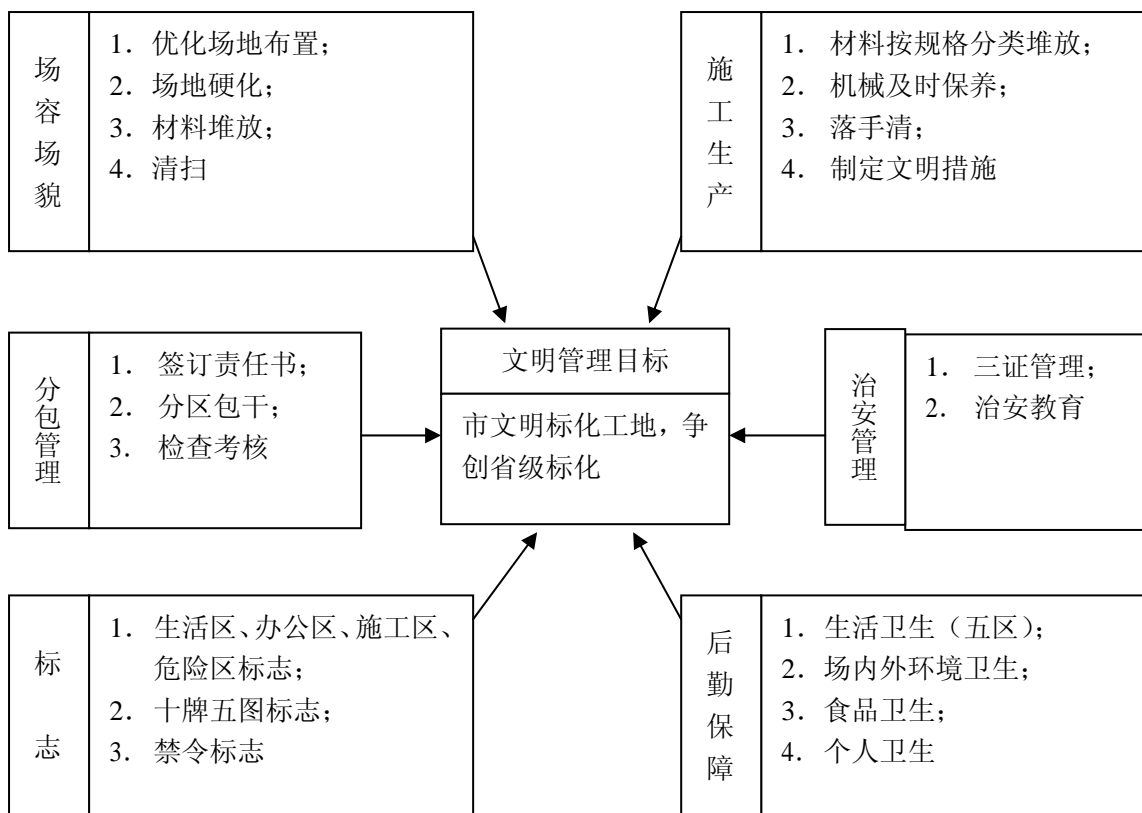 场容场貌
1. 优化场地布置；
2. 场地硬化；
3. 材料堆放；
4. 清扫
施工生产
1. 材料按规格分类堆放；
2. 机械及时保养；
3. 落手清；
4. 制定文明措施
分包管理
1. 签订责任书；
2. 分区包干；
3. 检查考核
文明管理目标
市文明标化工地，争
创省级标化
治安管理
1. 三证管理；
2. 治安教育
标志
1. 生活区、办公区、施工区、
危险区标志；
2. 十牌五图标志；
3. 禁令标志
后勤保障
1. 生活卫生（五区）；
2. 场内外环境卫生；
3. 食品卫生；
4. 个人卫生